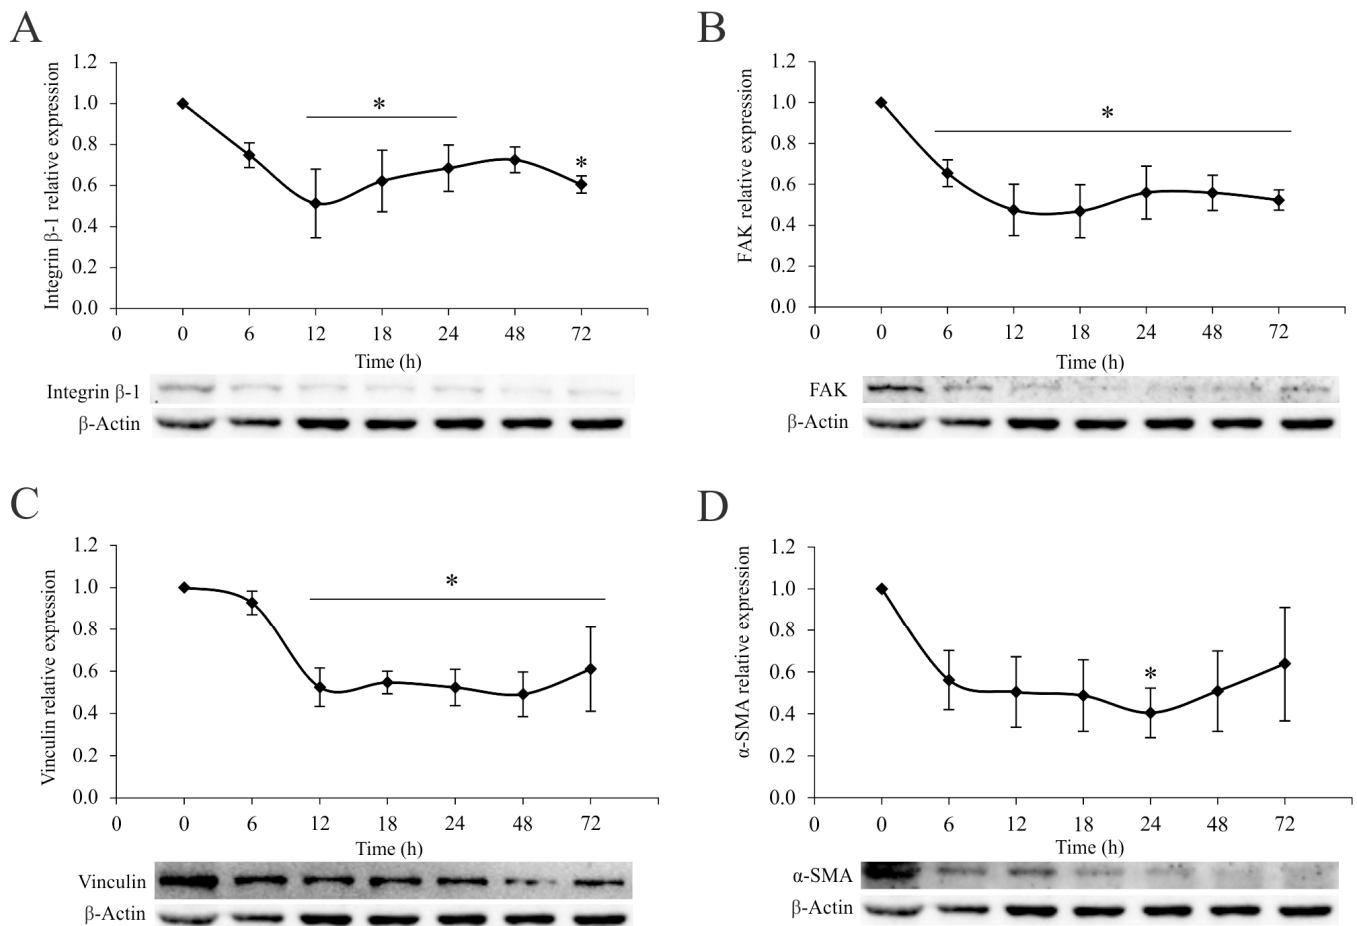 A
Integrin β-1 relative expression
1.2
1.0
0.8
0.6
0.4
0.2
0.0
*
*
0 0 6 12 18 24 48 72
Time (h)
Integrin β-1
β-Actin
B
FAK relative expression
1.2
1.0
0.8
0.6
0.4
0.2
0.0
*
0 0 6 12 18 24 48 72
Time (h)
FAK
β-Actin
C
Vinculin relative expression
1.2
1.0
0.8
0.6
0.4
0.2
0.0
*
0 0 6 12 18 24 48 72
Time (h)
Vinculin
β-Actin
D
α-SMA relative expression
1.2
1.0
0.8
0.6
0.4
0.2
0.0
*
0 0 6 12 18 24 48 72
Time (h)
α-SMA
β-Actin